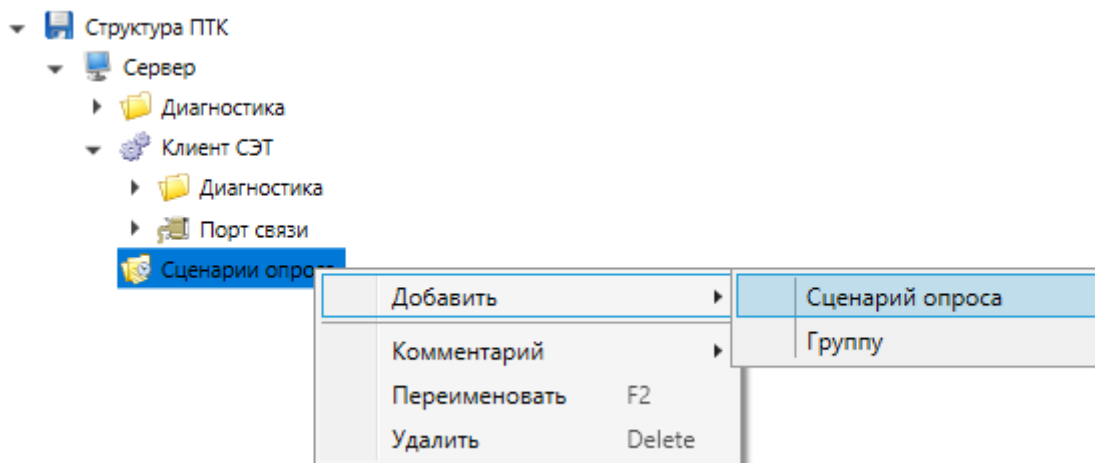 Структура ПТК
Сервер
Диагностика
Клиент СЭТ
Диагностика
Порт связи
Сценарии опроса
Добавить
Сценарий опроса
Группу
Комментарий
Переименовать F2
Удалить Delete